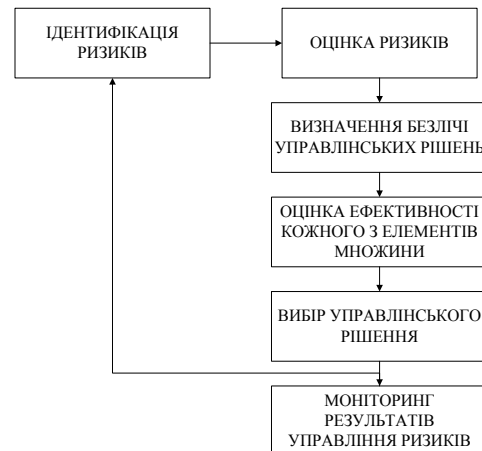 ІДЕНТИФІКАЦІЯ
РИЗИКІВ
ОЦІНКА РИЗИКІВ
ВИЗНАЧЕННЯ БЕЗЛІЧІ
УПРАВЛІНСЬКИХ РІШЕНЬ
ОЦІНКА ЕФЕКТИВНОСТІ
КОЖНОГО З ЕЛЕМЕНТІВ
МНОЖИНИ
ВИБІР УПРАВЛІНСЬКОГО
РІШЕННЯ
МОНІТОРИНГ
РЕЗУЛЬТАТІВ
УПРАВЛІННЯ РИЗИКІВ